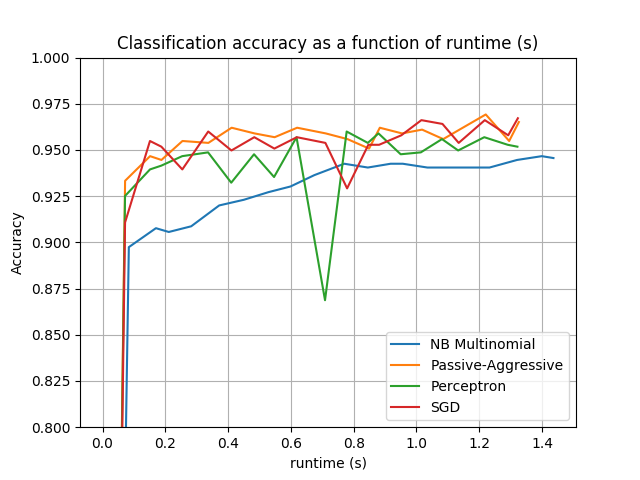 Classification accuracy as a function of runtime (s)
1.000
0.975
0.950
0.925
0.900
0.875
0.850
0.825
0.800
Accuracy
NB Multinomial
Passive-Aggressive
Perceptron
SGD
0.0 0.2 0.4 0.6 0.8 1.0 1.2 1.4
runtime (s)